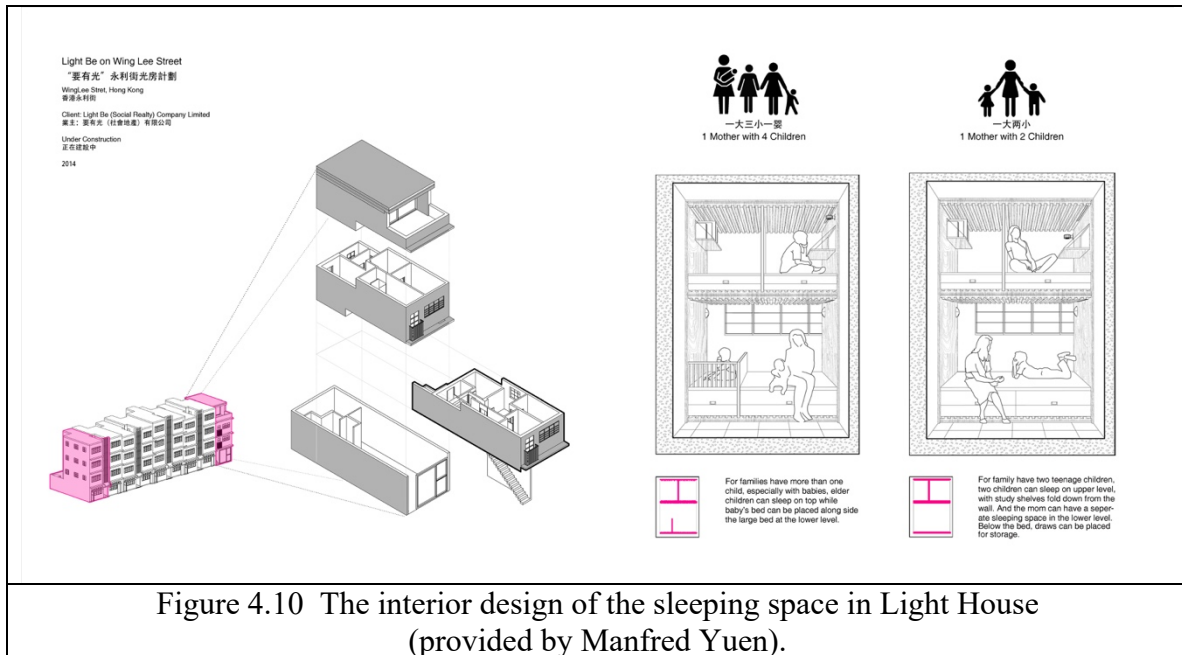 Light Be on Wing Lee Street
“要有光”永利街光房計劃
WingLee Stret, Hong Kong
香港永利街
Client: Light Be (Social Realty) Company Limited
業主：要有光（社會地產）有限公司
Under Construction
正在建設中
2014
一大三小一嬰
1 Mother with 4 Children
一大两小
1 Mother with 2 Children
For families have more than one
child, especially with babies, elder
children can sleep on top while
baby's bed can be placed along side
the large bed at the lower level.
For family have two teenage children,
two children can sleep on upper level,
with study shelves fold down from the
wall. And the mom can have a seper-
ate sleeping space in the lower level.
Below the bed, draws can be placed
for storage.
Figure 4.10 The interior design of the sleeping space in Light House
(provided by Manfred Yuen).